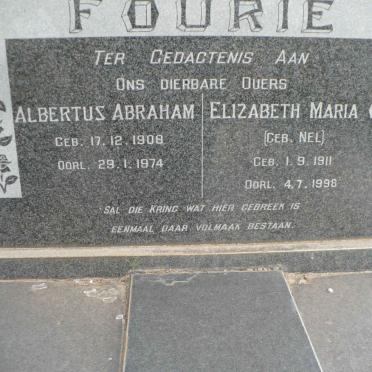 FOURIE
TER GEDACTENIS AAN
ONS DIERBARE OUERS
ALBERTUS ABRAHAM
GEB. 17.12.1908
OORL. 29.1.1974
ELIZABETH MARIA
(GEB. NEL)
GEB. 1.9.1911
OORL. 4.7.1998
'SAL DIE KRING WAT HIER GEBREEK IS
EENMAAL DAAR VOLMAAK BESTAAN.